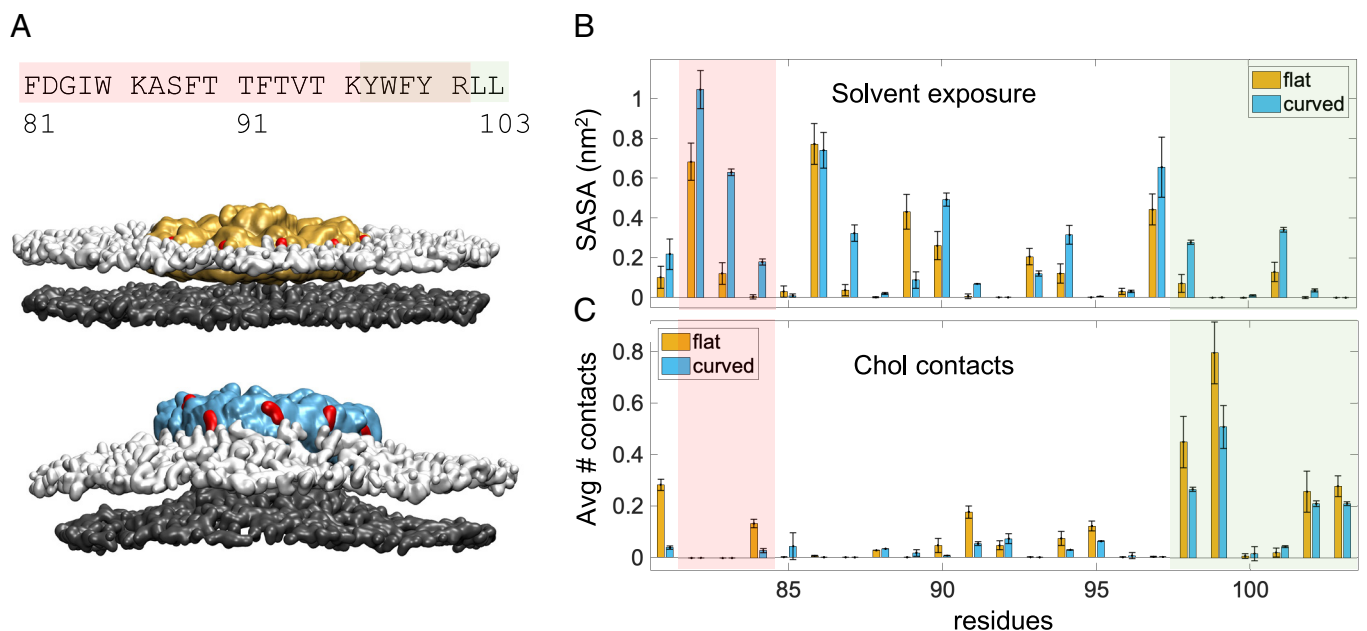 A
FDGIW KASFT TFTVT KYWFY RLL
81 91 103
B
Solvent exposure
flat
curved
SASA (nm²)
1
0.8
0.6
0.4
0.2
0
C
flat
curved
Chol contacts
Avg # contacts
0.8
0.6
0.4
0.2
0
85 90 95 100
residues